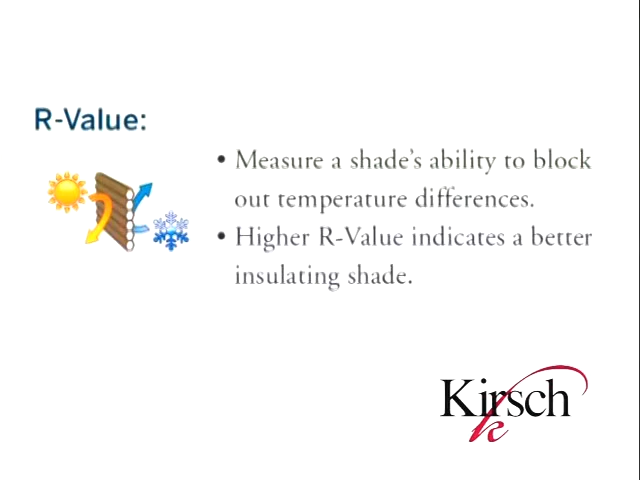 R-Value:
• Measure a shade's ability to block
out temperature differences.
• Higher R-Value indicates a better
insulating shade.
Kirsch
k